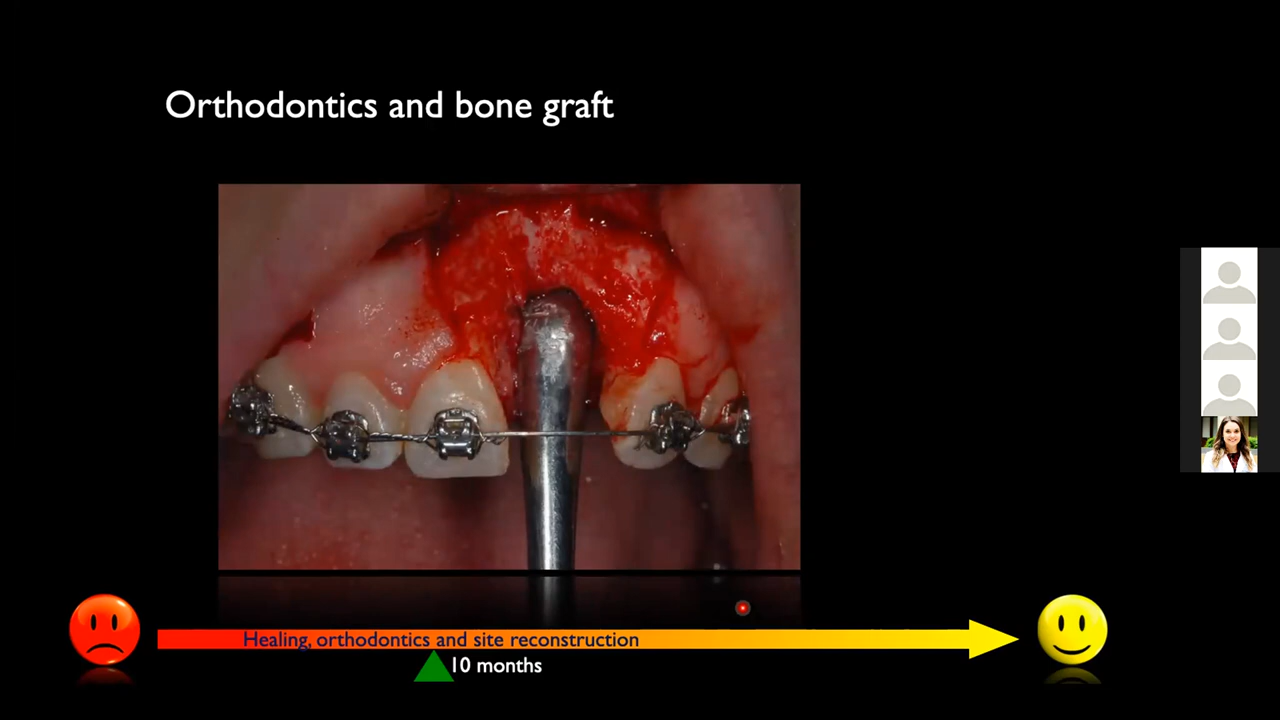 Orthodontics and bone graft
Healing, orthodontics and site reconstruction
10 months